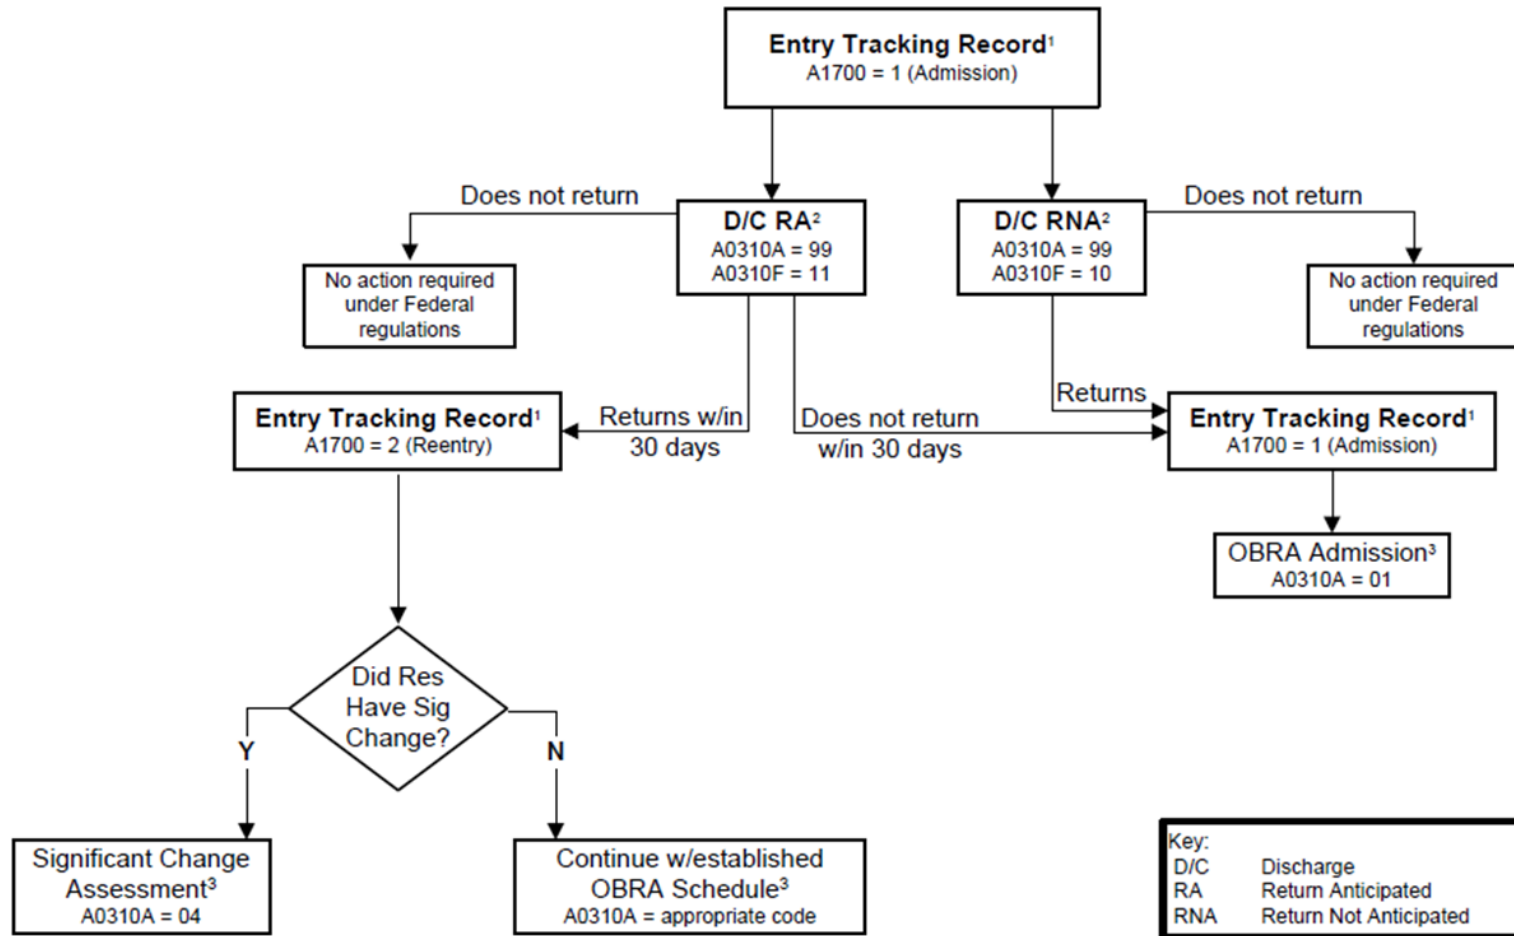 Entry Tracking Record¹
A1700 = 1 (Admission)
Does not return
D/C RA²
A0310A = 99
A0310F = 11
D/C RNA²
A0310A = 99
A0310F = 10
Does not return
No action required
under Federal
regulations
No action required
under Federal
regulations
Entry Tracking Record¹
A1700 = 2 (Reentry)
Returns w/in
30 days
Does not return
w/in 30 days
Returns
Entry Tracking Record¹
A1700 = 1 (Admission)
OBRA Admission³
A0310A = 01
Did Res
Have Sig
Change?
Y
N
Significant Change
Assessment³
A0310A = 04
Continue w/established
OBRA Schedule³
A0310A = appropriate code
Key:
D/C Discharge
RA Return Anticipated
RNA Return Not Anticipated